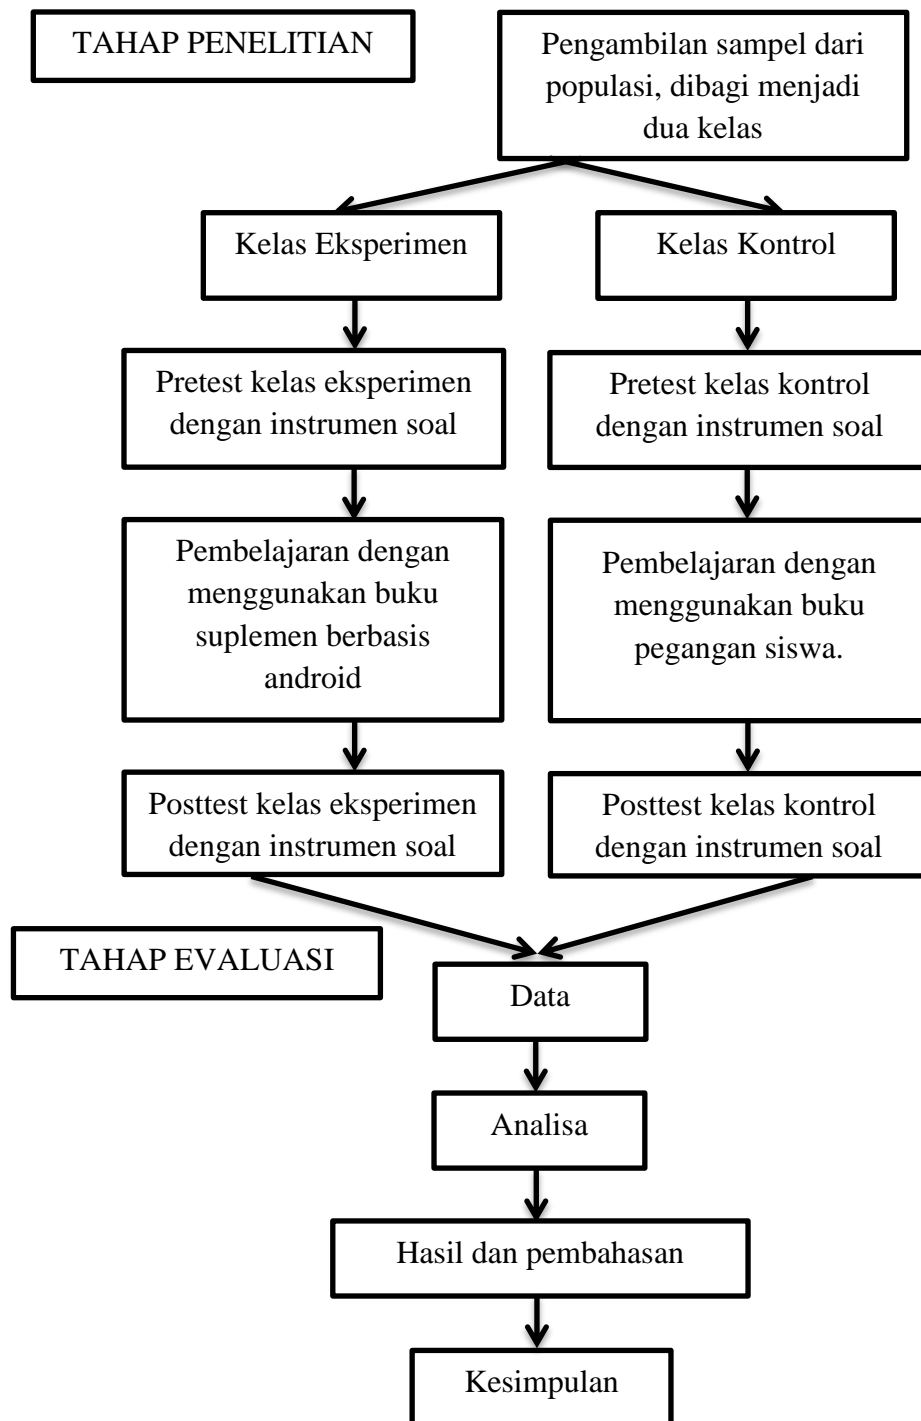 TAHAP PENELITIAN
Pengambilan sampel dari
populasi, dibagi menjadi
dua kelas
Kelas Eksperimen
Kelas Kontrol
Pretest kelas eksperimen
dengan instrumen soal
Pretest kelas kontrol
dengan instrumen soal
Pembelajaran dengan
menggunakan buku
suplemen berbasis
android
Pembelajaran dengan
menggunakan buku
pegangan siswa.
Posttest kelas eksperimen
dengan instrumen soal
Posttest kelas kontrol
dengan instrumen soal
TAHAP EVALUASI
Data
Analisa
Hasil dan pembahasan
Kesimpulan